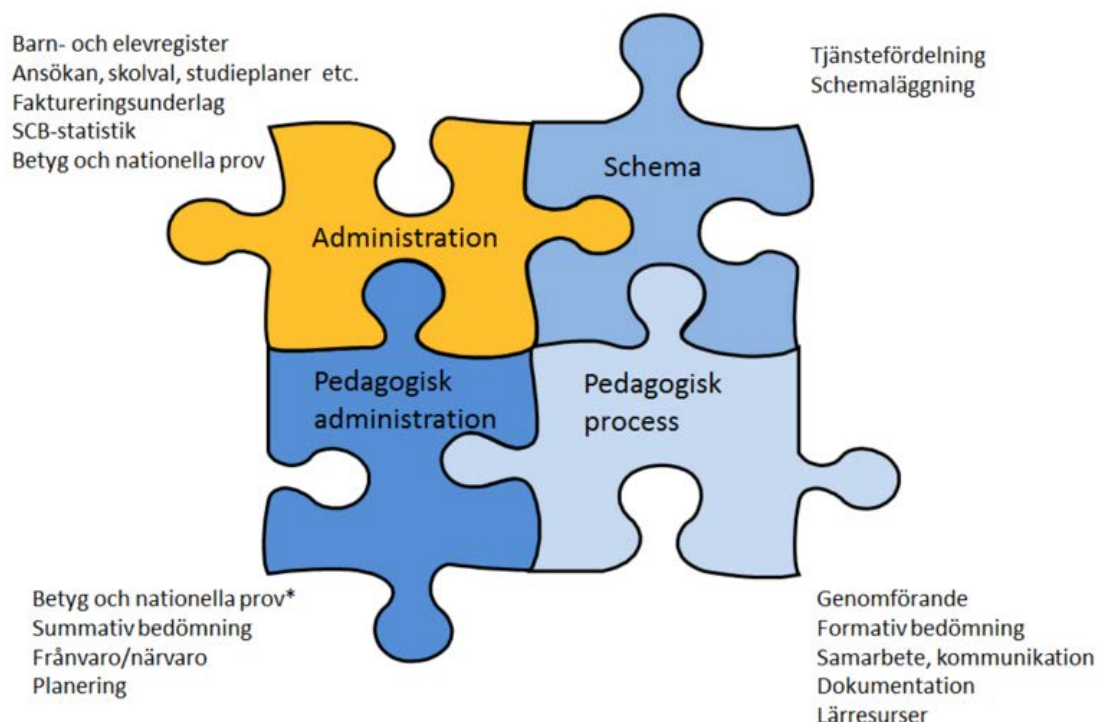 Barn- och elevregister
Ansökan, skolval, studieplaner etc.
Faktureringsunderlag
SCB-statistik
Betyg och nationella prov
Tjänstefördelning
Schemaläggning
Administration
Schema
Pedagogisk
administration
Pedagogisk
process
Betyg och nationella prov*
Summativ bedömning
Frånvaro/närvaro
Planering
Genomförande
Formativ bedömning
Samarbete, kommunikation
Dokumentation
Lärresurser